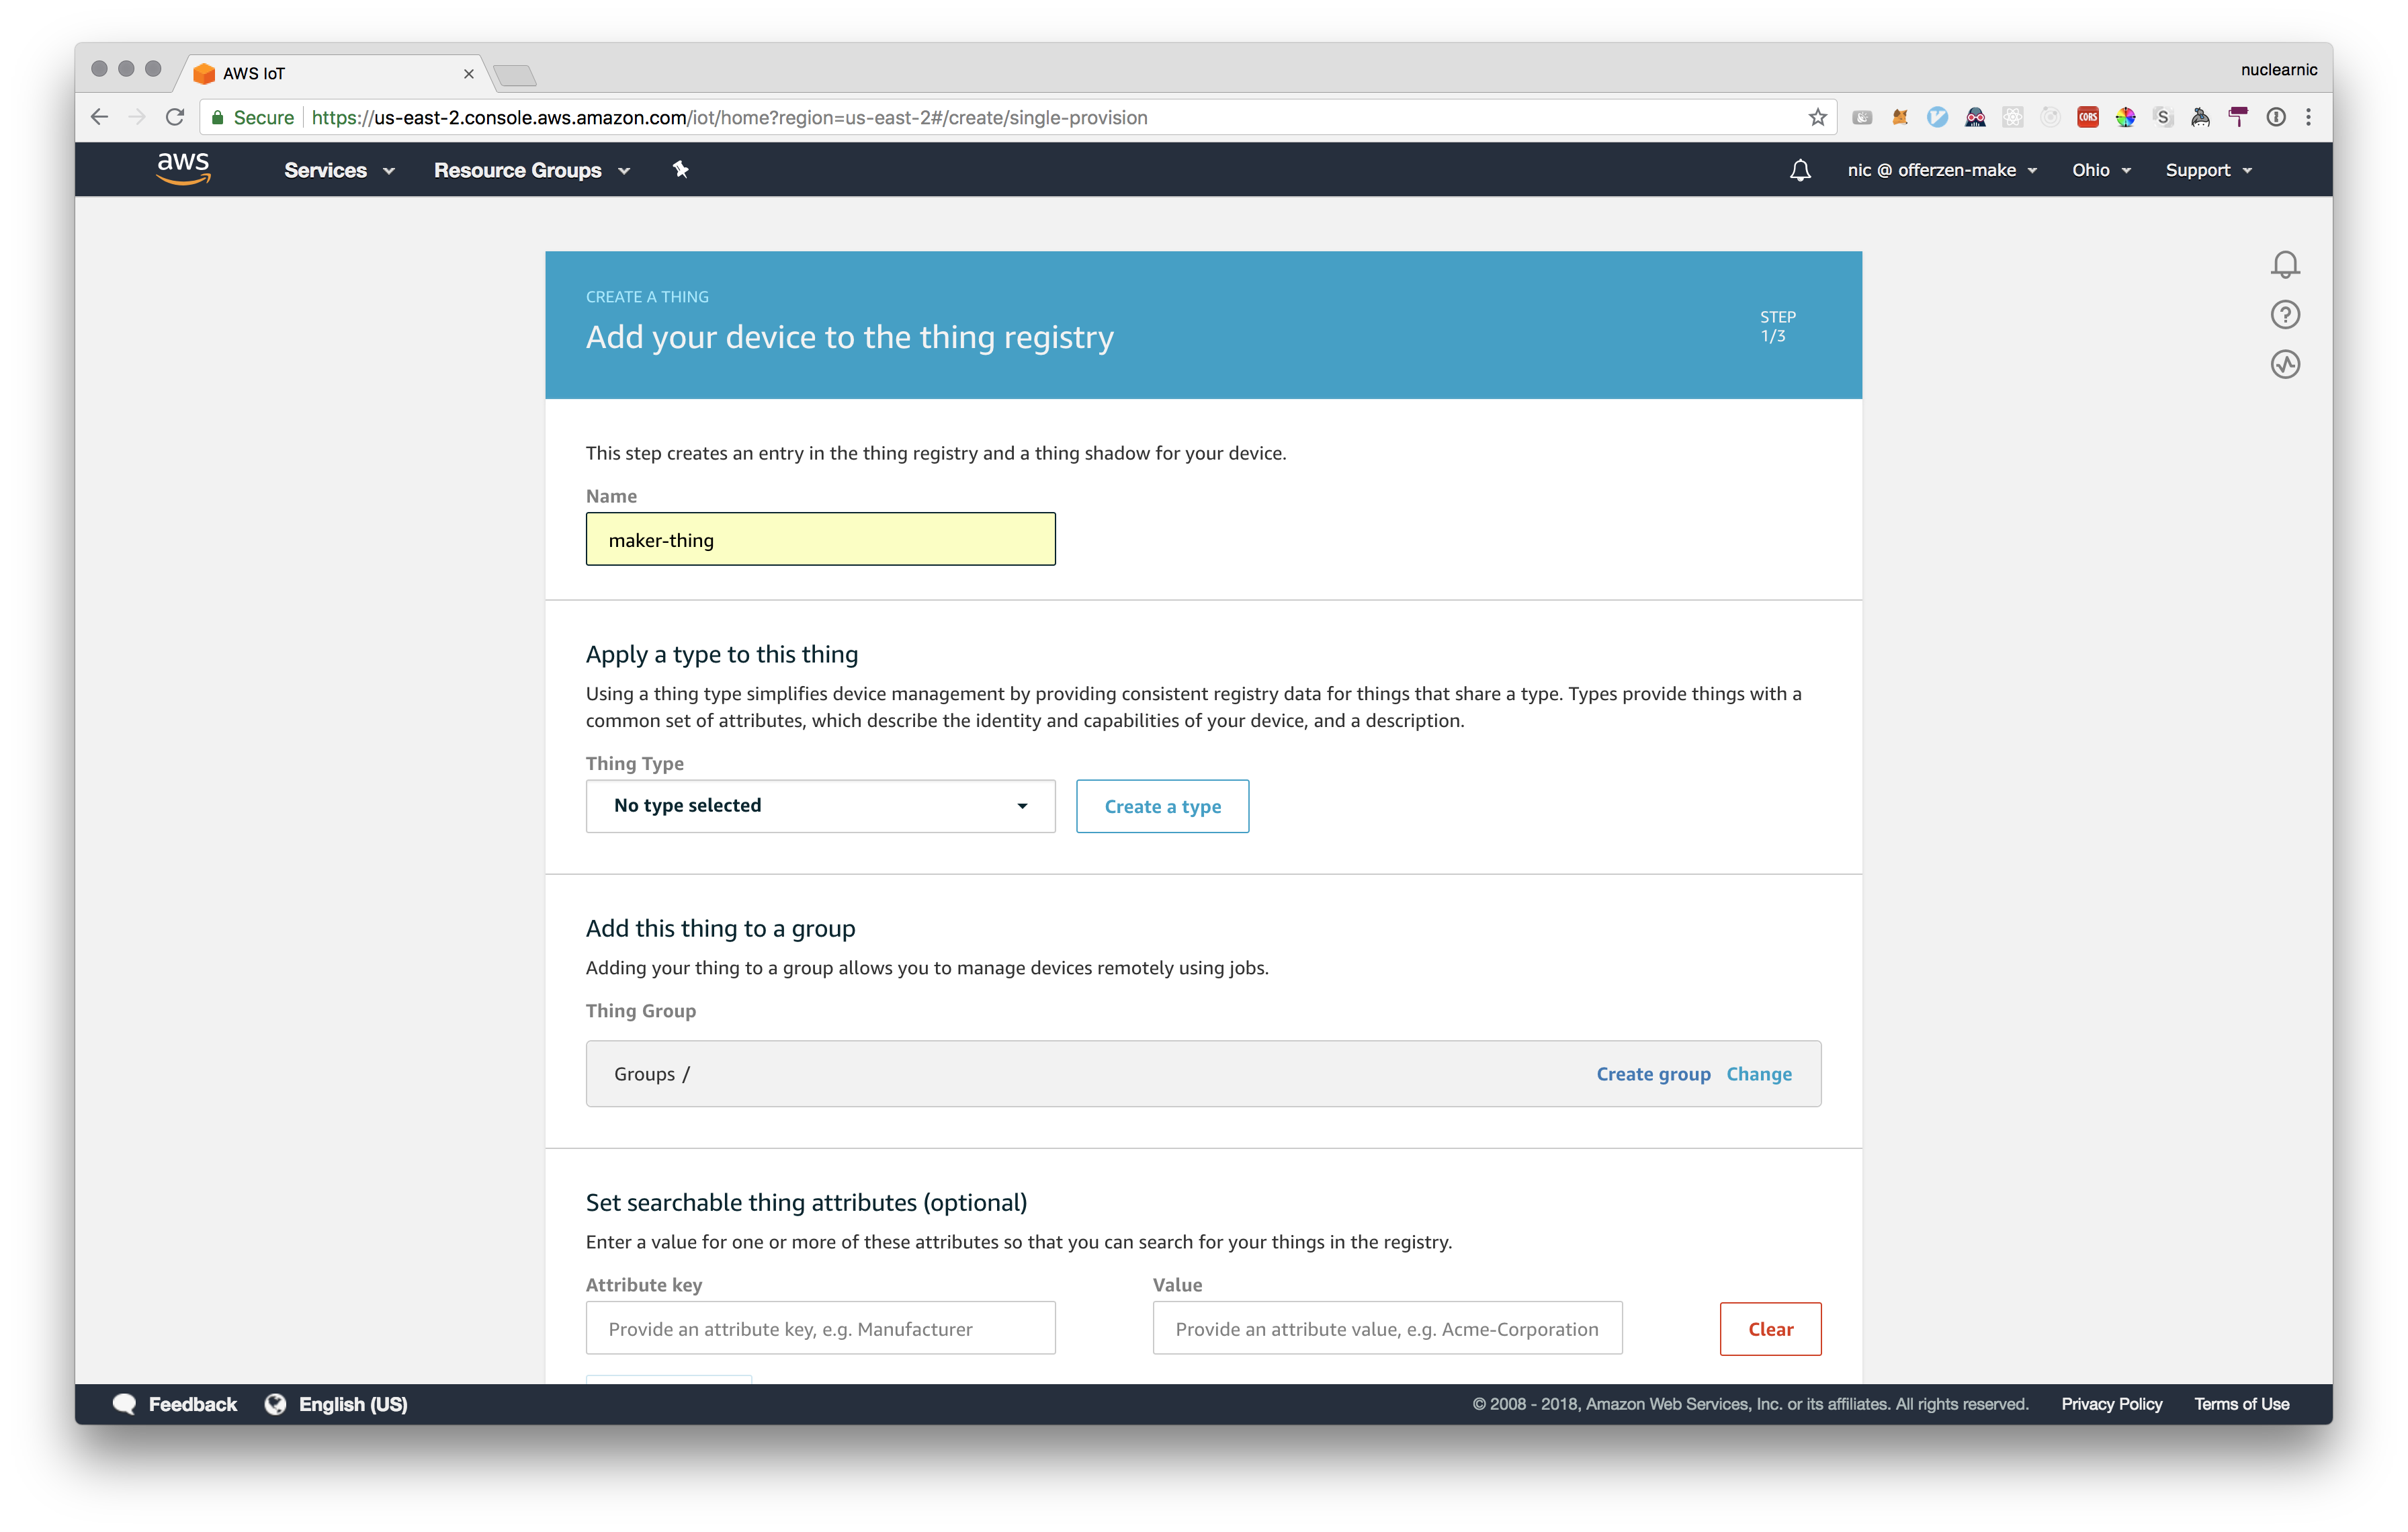 AWS IoT
nuclearnic
Secure https://us-east-2.console.aws.amazon.com/iot/home?region=us-east-2#/create/single-provision
CORS
S
aws Services Resource Groups nic @ offerzen-make Ohio Support
CREATE A THING
Add your device to the thing registry
STEP
1/3
This step creates an entry in the thing registry and a thing shadow for your device.
Name
maker-thing
Apply a type to this thing
Using a thing type simplifies device management by providing consistent registry data for things that share a type. Types provide things with a
common set of attributes, which describe the identity and capabilities of your device, and a description.
Thing Type
No type selected Create a type
Add this thing to a group
Adding your thing to a group allows you to manage devices remotely using jobs.
Thing Group
Groups / Create group Change
Set searchable thing attributes (optional)
Enter a value for one or more of these attributes so that you can search for your things in the registry.
Attribute key Value
Provide an attribute key, e.g. Manufacturer Provide an attribute value, e.g. Acme-Corporation Clear
Feedback English (US) © 2008 - 2018, Amazon Web Services, Inc. or its affiliates. All rights reserved. Privacy Policy Terms of Use